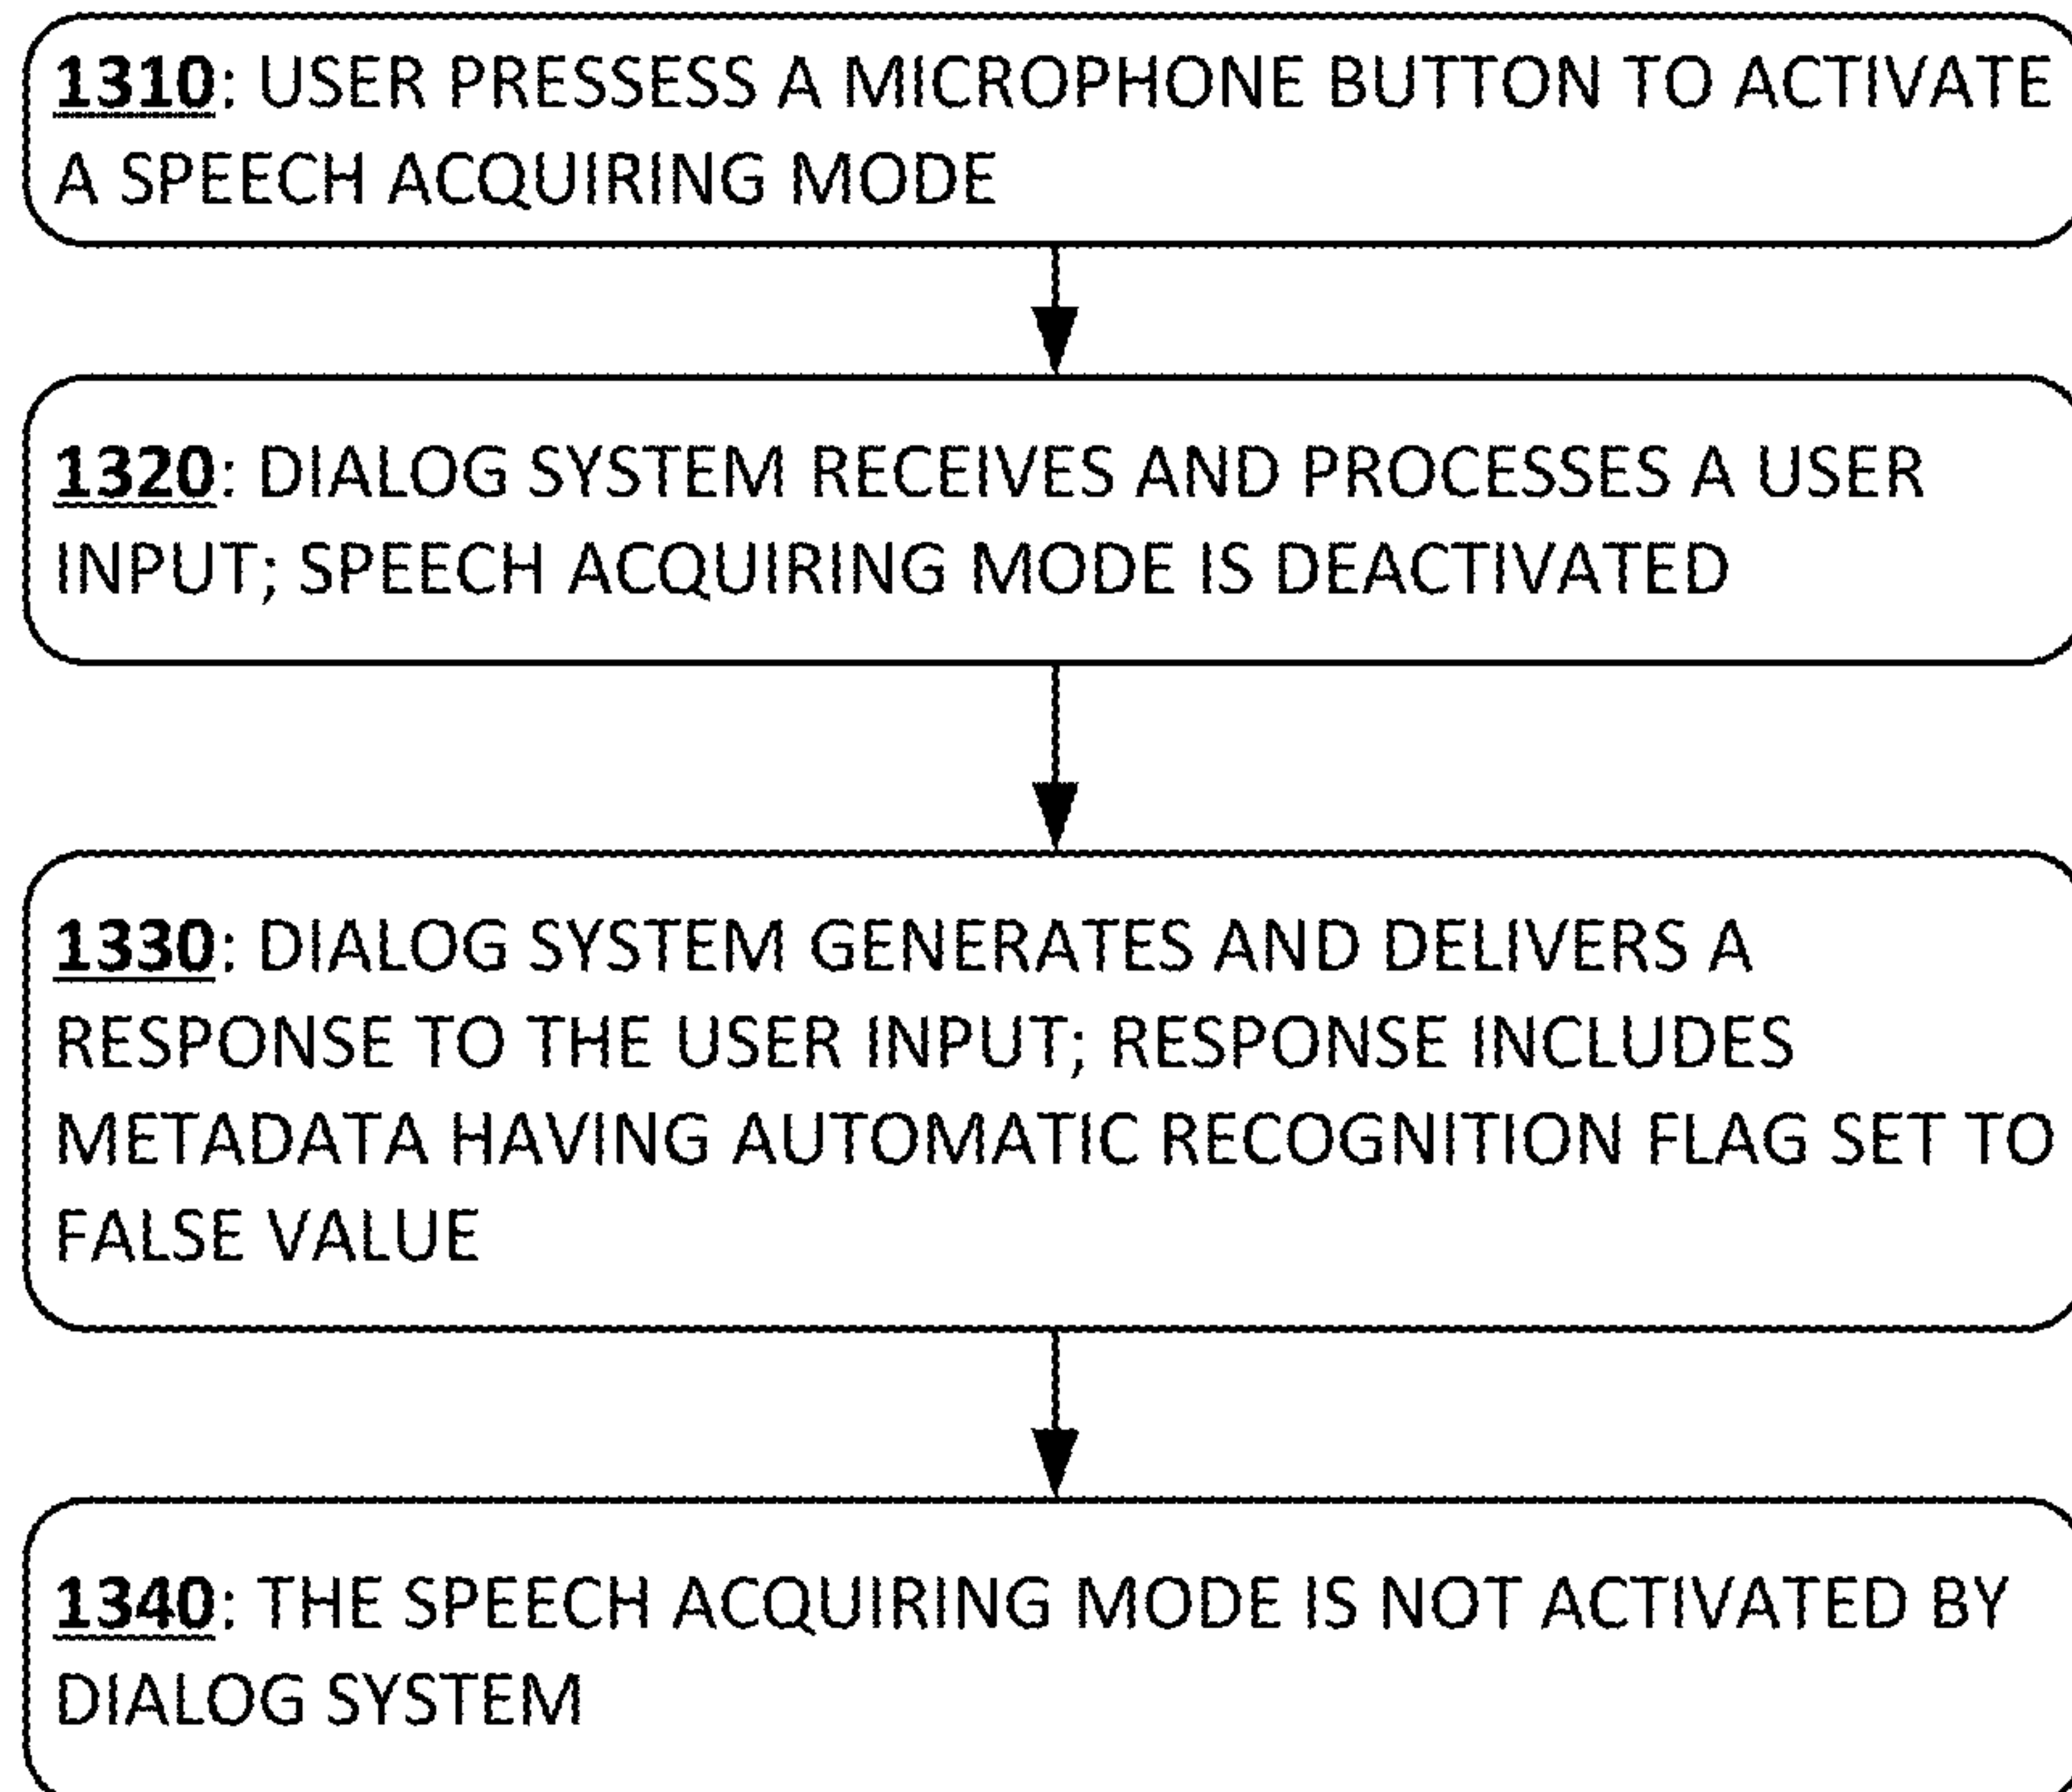 1310: USER PRESSESS A MICROPHONE BUTTON TO ACTIVATE
A SPEECH ACQUIRING MODE
1320: DIALOG SYSTEM RECEIVES AND PROCESSES A USER
INPUT; SPEECH ACQUIRING MODE IS DEACTIVATED
1330: DIALOG SYSTEM GENERATES AND DELIVERS A
RESPONSE TO THE USER INPUT; RESPONSE INCLUDES
METADATA HAVING AUTOMATIC RECOGNITION FLAG SET TO
FALSE VALUE
1340: THE SPEECH ACQUIRING MODE IS NOT ACTIVATED BY
DIALOG SYSTEM